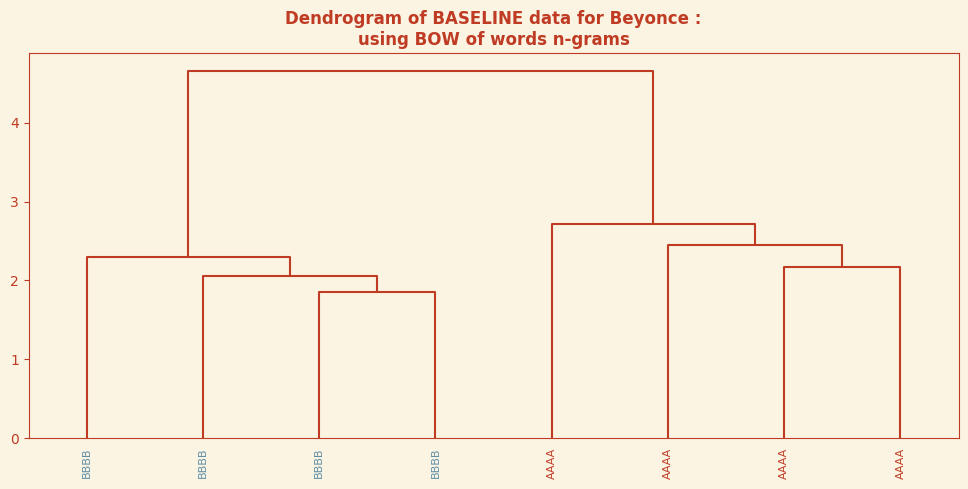 Dendrogram of BASELINE data for Beyonce :
using BOW of words n-grams
4
3
2
1
0
BBBB
BBBB
BBBB
BBBB
AAAA
AAAA
AAAA
AAAA